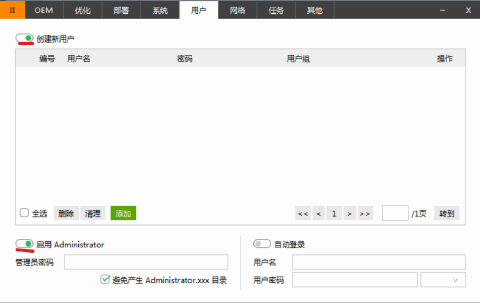 II OEM 优化 部署 系统 用户 网络 任务 其他 － X
创建新用户
编号 用户名 密码 用户组 操作
全选 删除 清理 添加 << < 1 > >> /1页 转到
启用 Administrator 自动登录
管理员密码 用户名
避免产生 Administrator.xxx 目录 用户密码